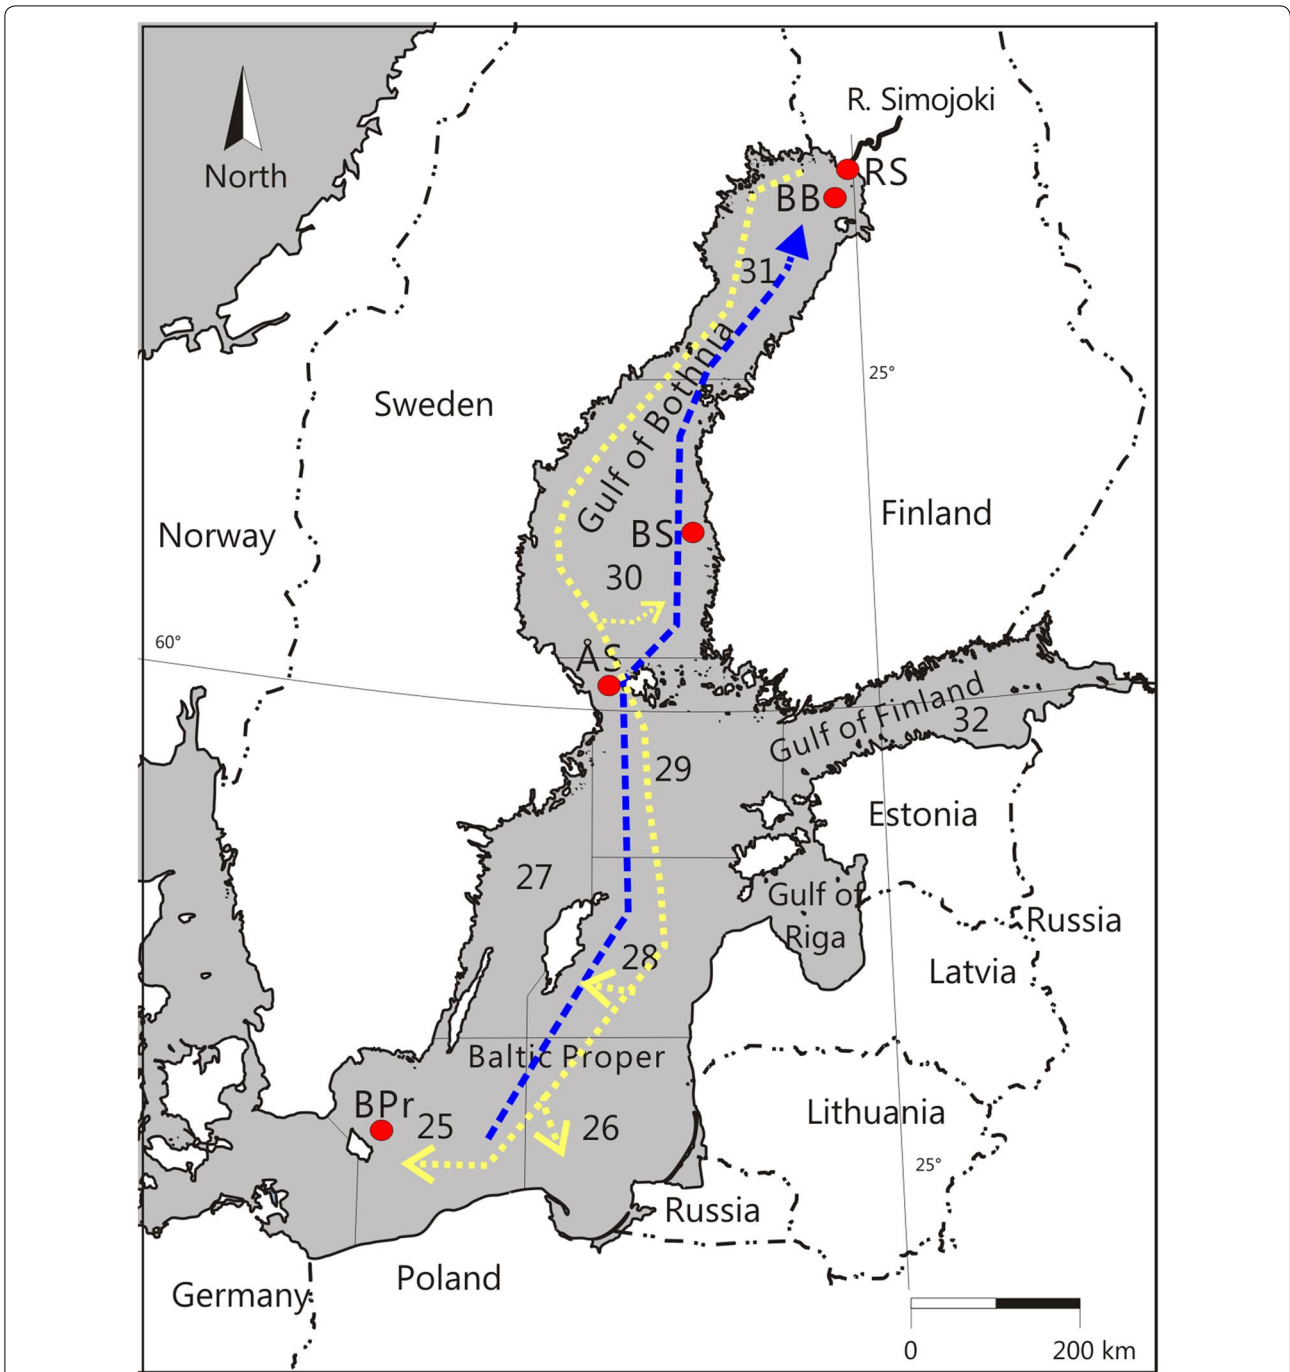 R. Simojoki
North
RS
BB
31
25°
Sweden
Gulf of Bothnia
Finland
Norway
BS
30
60°
ÅS
Gulf of Finland
32
29
Estonia
27
Gulf of
Riga
Russia
28
Latvia
Baltic Proper
BPr
25
26
Lithuania
25°
Russia
Poland
Germany
0
200 km